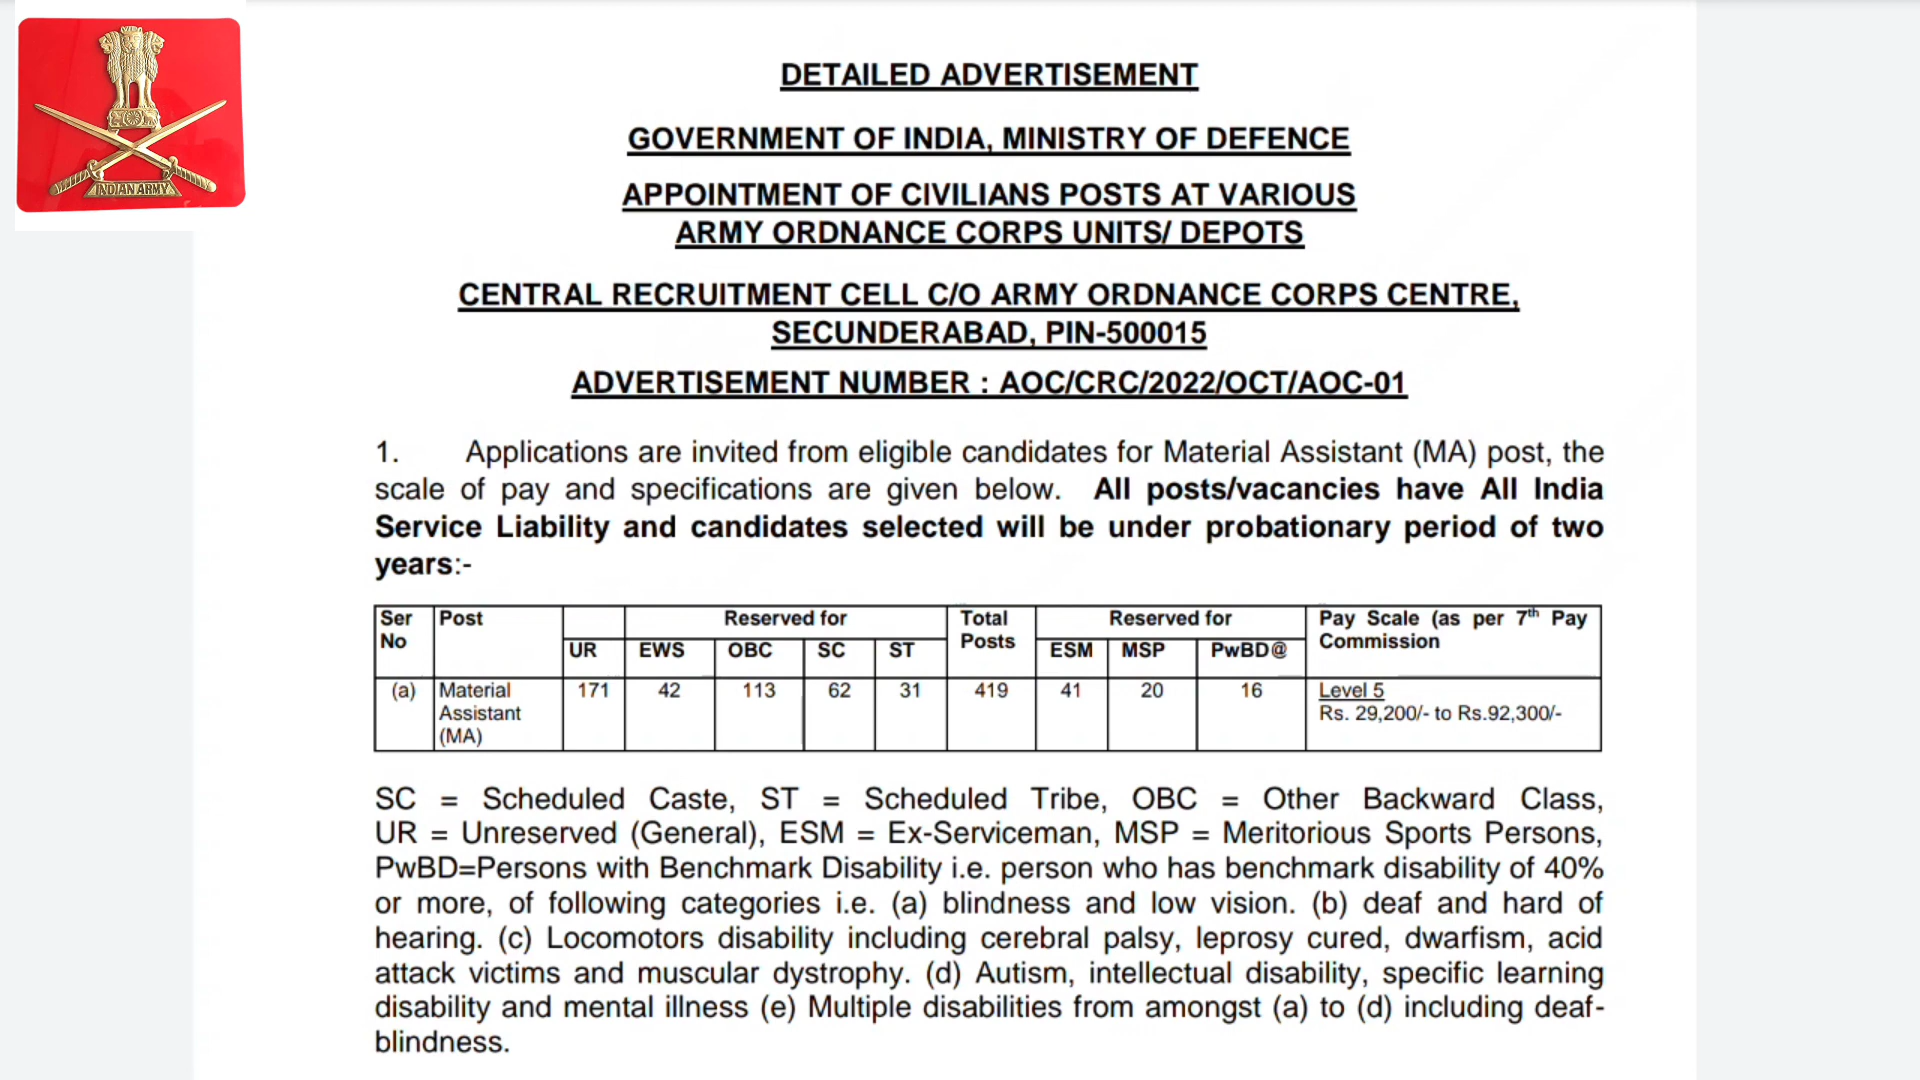 INDIAN ARMY
DETAILED ADVERTISEMENT
GOVERNMENT OF INDIA, MINISTRY OF DEFENCE
APPOINTMENT OF CIVILIANS POSTS AT VARIOUS
ARMY ORDNANCE CORPS UNITS/ DEPOTS
CENTRAL RECRUITMENT CELL C/O ARMY ORDNANCE CORPS CENTRE,
SECUNDERABAD, PIN-500015
ADVERTISEMENT NUMBER : AOC/CRC/2022/OCT/AOC-01
1. Applications are invited from eligible candidates for Material Assistant (MA) post, the
scale of pay and specifications are given below. All posts/vacancies have All India
Service Liability and candidates selected will be under probationary period of two
years:-
Ser Post Reserved for Total Reserved for Pay Scale (as per 7th Pay
No Posts Commission
UR EWS OBC SC ST ESM MSP PwBD@
(a) Material 171 42 113 62 31 419 41 20 16 Level 5
Assistant Rs. 29,200/- to Rs.92,300/-
(MA)
SC = Scheduled Caste, ST = Scheduled Tribe, OBC = Other Backward Class,
UR = Unreserved (General), ESM = Ex-Serviceman, MSP = Meritorious Sports Persons,
PwBD=Persons with Benchmark Disability i.e. person who has benchmark disability of 40%
or more, of following categories i.e. (a) blindness and low vision. (b) deaf and hard of
hearing. (c) Locomotors disability including cerebral palsy, leprosy cured, dwarfism, acid
attack victims and muscular dystrophy. (d) Autism, intellectual disability, specific learning
disability and mental illness (e) Multiple disabilities from amongst (a) to (d) including deaf-
blindness.